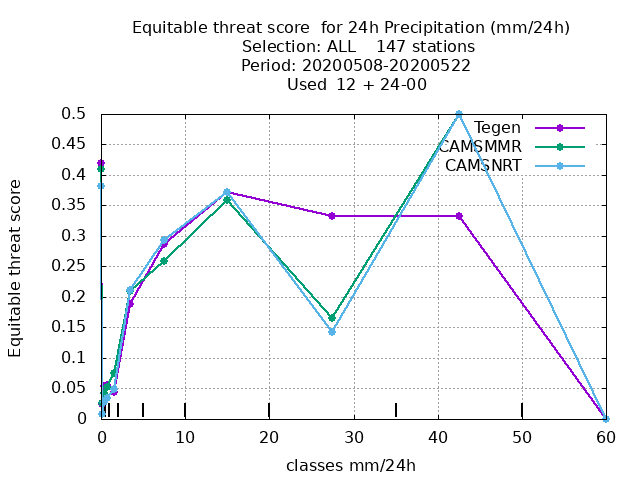 Equitable threat score  for 24h Precipitation (mm/24h)
Selection: ALL    147 stations
Period: 20200508-20200522
Used  12 + 24-00
Equitable threat score
0.5
0.45
0.4
0.35
0.3
0.25
0.2
0.15
0.1
0.05
0
Tegen
CAMSMMR
CAMSNRT
0 10 20 30 40 50 60
classes mm/24h